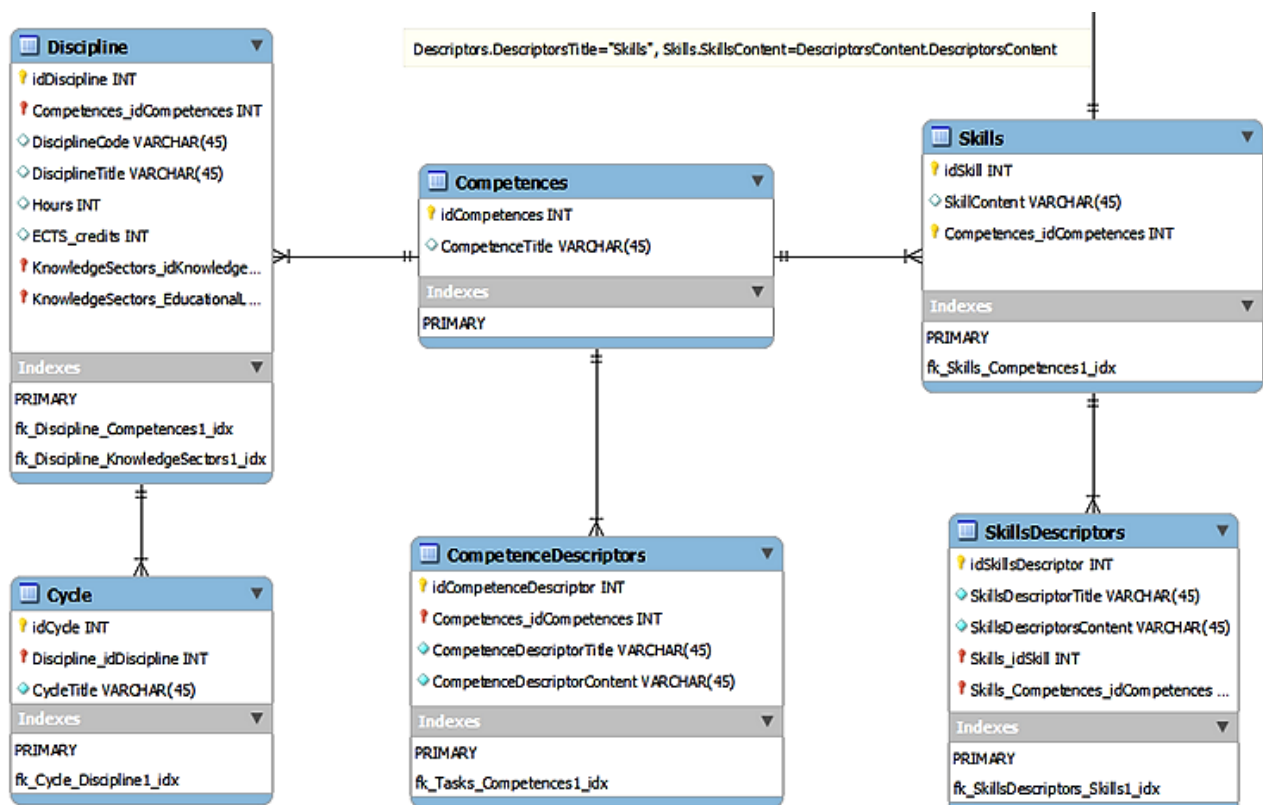 Discipline
idDiscipline INT
Competences_idCompetences INT
DisciplineCode VARCHAR(45)
DisciplineTitle VARCHAR(45)
Hours INT
ECTS_credits INT
KnowledgeSectors_idKnowledge...
KnowledgeSectors_EducationalL...
Indexes
PRIMARY
fk_Discipline_Competences1_idx
fk_Discipline_KnowledgeSectors1_idx
Descriptors.DescriptorsTitle="Skills", Skills.SkillsContent=DescriptorsContent.DescriptorsContent
Competences
idCompetences INT
CompetenceTitle VARCHAR(45)
Indexes
PRIMARY
Skills
idSkill INT
SkillContent VARCHAR(45)
Competences_idCompetences INT
Indexes
PRIMARY
fk_Skills_Competences1_idx
Cycle
idCycle INT
Discipline_idDiscipline INT
CycleTitle VARCHAR(45)
Indexes
PRIMARY
fk_Cycle_Discipline1_idx
CompetenceDescriptors
idCompetenceDescriptor INT
Competences_idCompetences INT
CompetenceDescriptorTitle VARCHAR(45)
CompetenceDescriptorContent VARCHAR(45)
Indexes
PRIMARY
fk_Tasks_Competences1_idx
SkillsDescriptors
idSkillsDescriptor INT
SkillsDescriptorTitle VARCHAR(45)
SkillsDescriptorsContent VARCHAR(45)
Skills_idSkill INT
Skills_Competences_idCompetences ...
Indexes
PRIMARY
fk_SkillsDescriptors_Skills1_idx